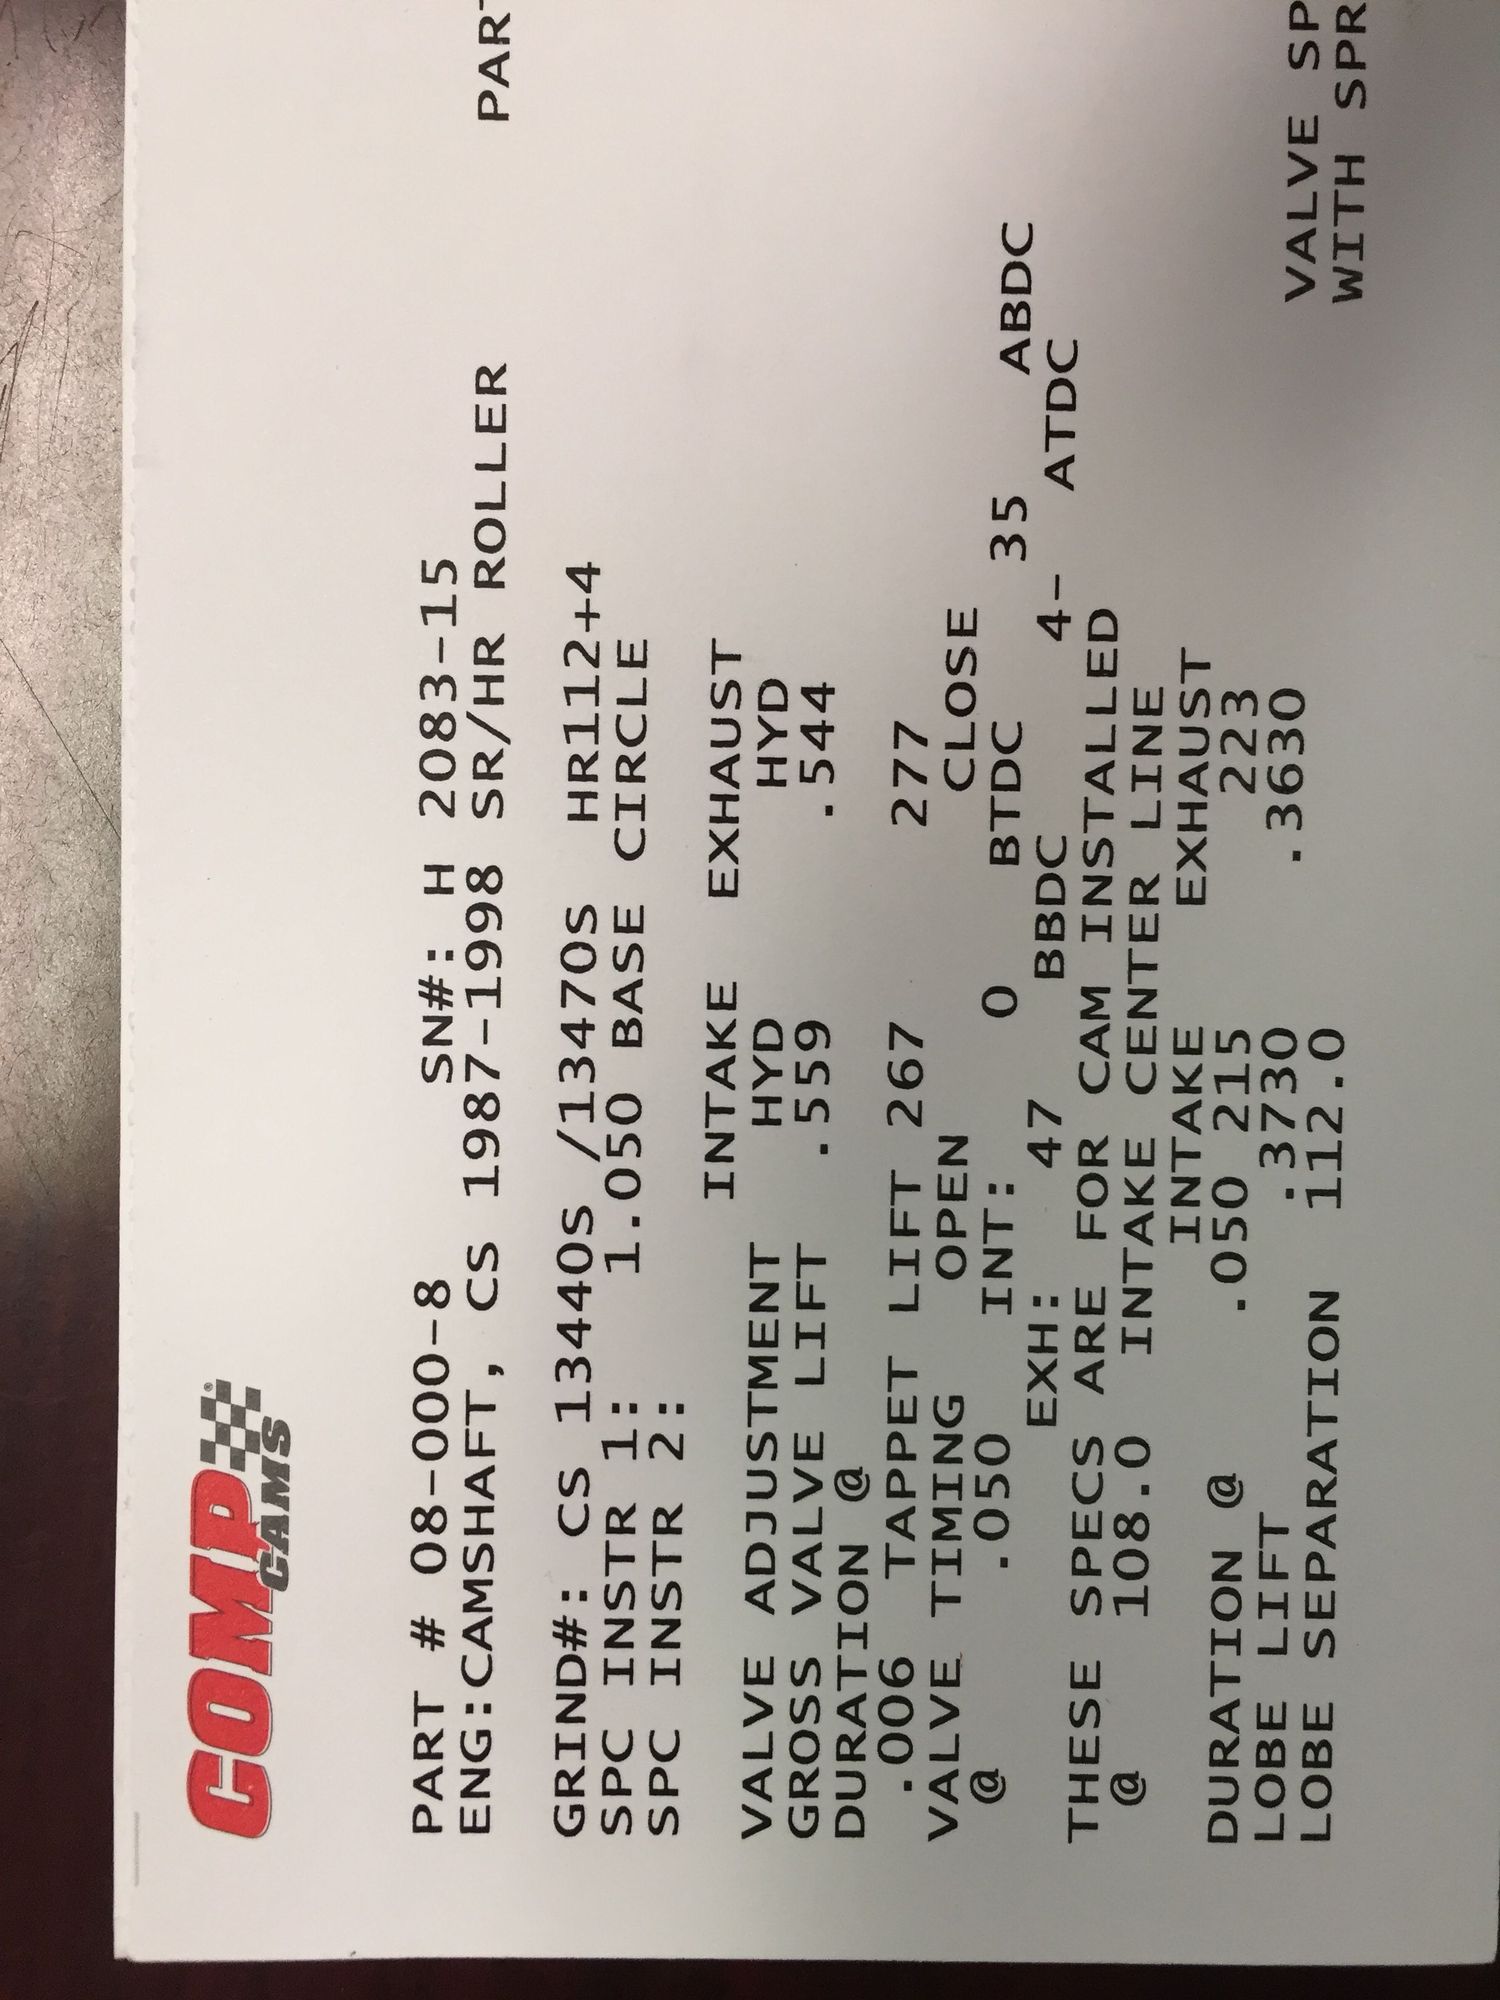 COMP
CAMS
PART # 08-000-8 SN#: H 2083-15
ENG:CAMSHAFT, CS 1987-1998 SR/HR ROLLER PART
GRIND#: CS 13440S /13470S HR112+4
SPC INSTR 1: 1.050 BASE CIRCLE
SPC INSTR 2:
INTAKE EXHAUST
VALVE ADJUSTMENT HYD HYD
GROSS VALVE LIFT .559 .544
DURATION @
.006 TAPPET LIFT 267 277
VALVE TIMING OPEN CLOSE
@ .050 INT: 0 BTDC 35 ABDC
EXH: 47 BBDC 4- ATDC
THESE SPECS ARE FOR CAM INSTALLED
@ 108.0 INTAKE CENTER LINE
INTAKE EXHAUST
DURATION @ .050 215 223
LOBE LIFT .3730 .3630
LOBE SEPARATION 112.0
VALVE SP
WITH SPR